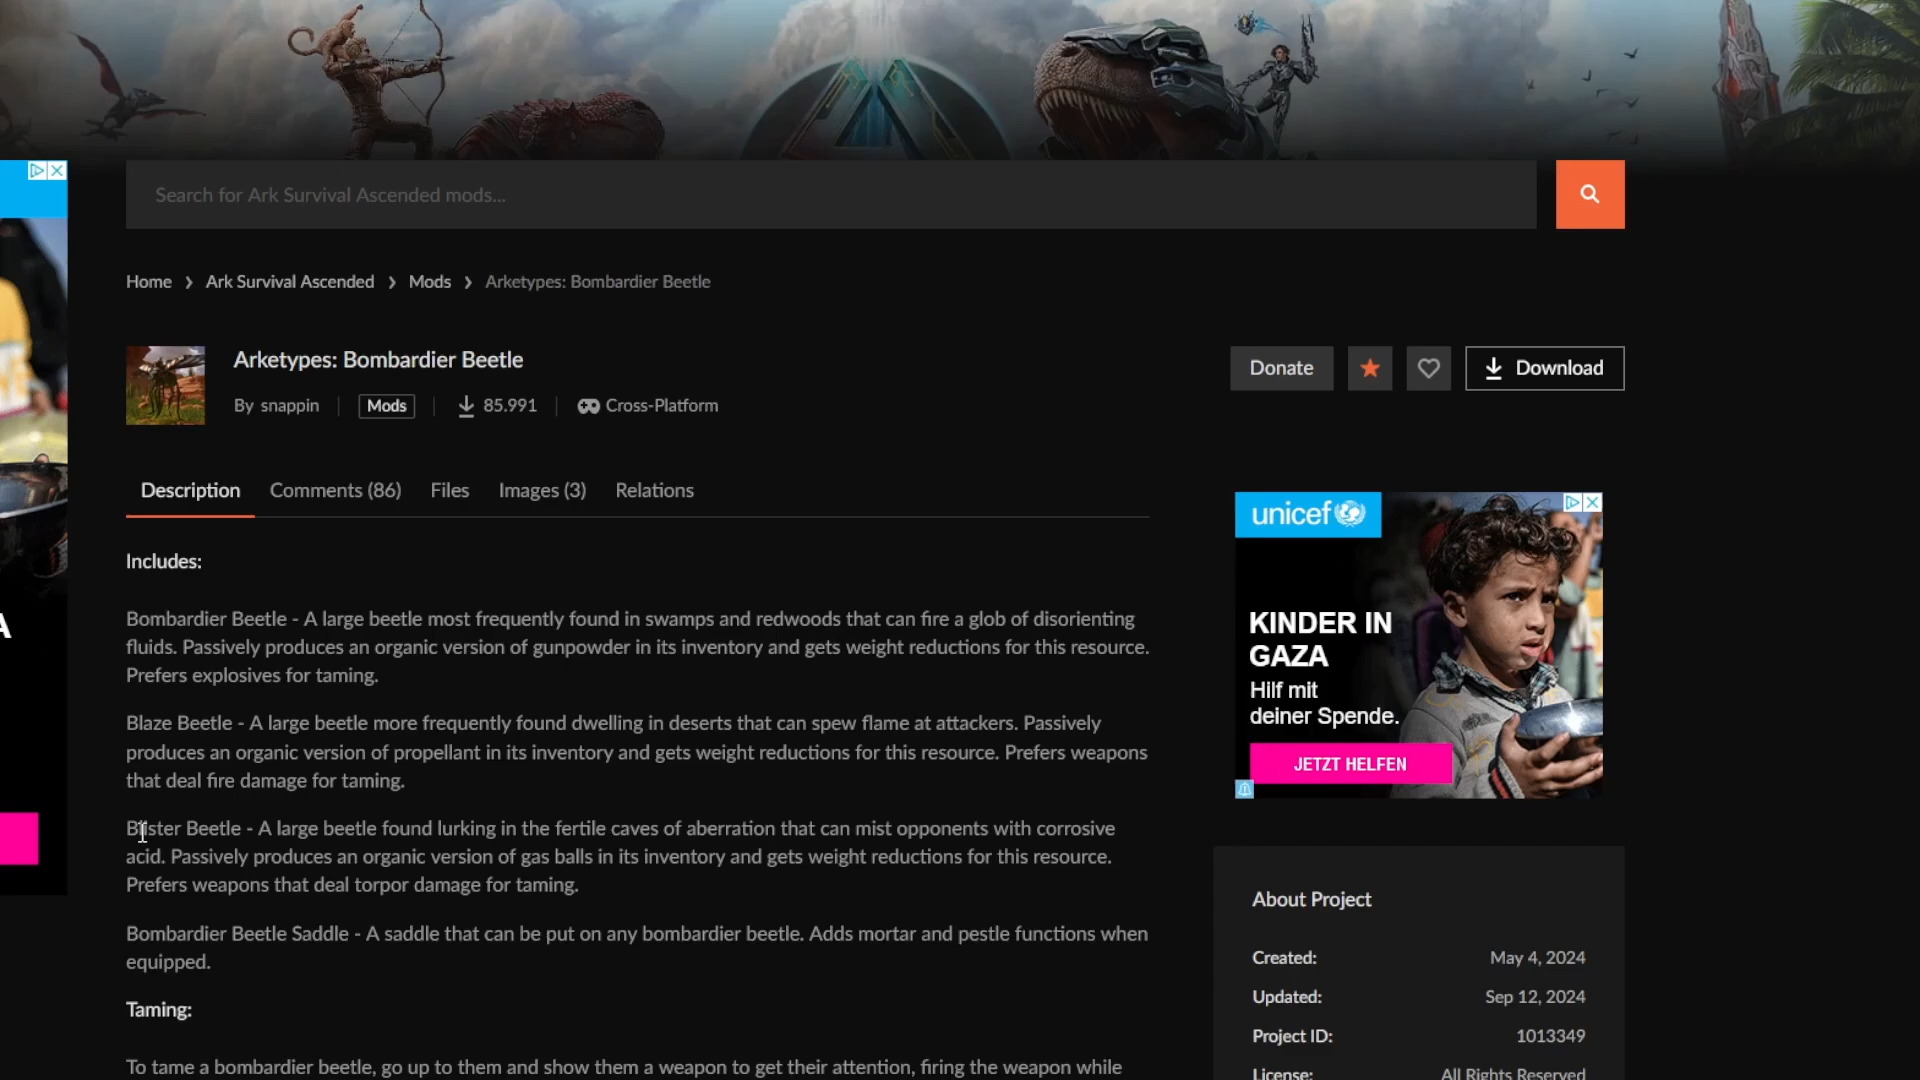 Search for Ark Survival Ascended mods...
Home > Ark Survival Ascended > Mods > Arketypes: Bombardier Beetle
Arketypes: Bombardier Beetle
By snappin | Mods | 85.991 | Cross-Platform
Donate
Download
Description Comments (86) Files Images (3) Relations
Includes:
Bombardier Beetle - A large beetle most frequently found in swamps and redwoods that can fire a glob of disorienting
fluids. Passively produces an organic version of gunpowder in its inventory and gets weight reductions for this resource.
Prefers explosives for taming.
Blaze Beetle - A large beetle more frequently found dwelling in deserts that can spew flame at attackers. Passively
produces an organic version of propellant in its inventory and gets weight reductions for this resource. Prefers weapons
that deal fire damage for taming.
Blister Beetle - A large beetle found lurking in the fertile caves of aberration that can mist opponents with corrosive
acid. Passively produces an organic version of gas balls in its inventory and gets weight reductions for this resource.
Prefers weapons that deal torpor damage for taming.
Bombardier Beetle Saddle - A saddle that can be put on any bombardier beetle. Adds mortar and pestle functions when
equipped.
Taming:
To tame a bombardier beetle, go up to them and show them a weapon to get their attention, firing the weapon while
unicef
KINDER IN
GAZA
Hilf mit
deiner Spende.
JETZT HELFEN
About Project
Created: May 4, 2024
Updated: Sep 12, 2024
Project ID: 1013349
License: All Rights Reserved
A